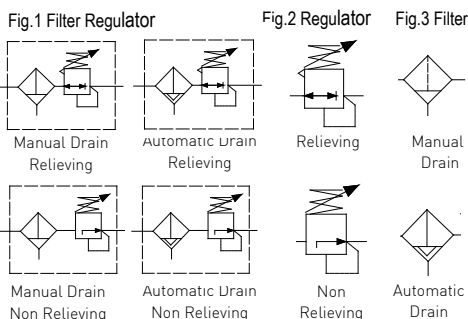 Fig.1 Filter Regulator
Fig.2 Regulator
Fig.3 Filter
Manual Drain
Relieving
Automatic Drain
Relieving
Relieving
Manual
Drain
Manual Drain
Non Relieving
Automatic Drain
Non Relieving
Non
Relieving
Automatic
Drain